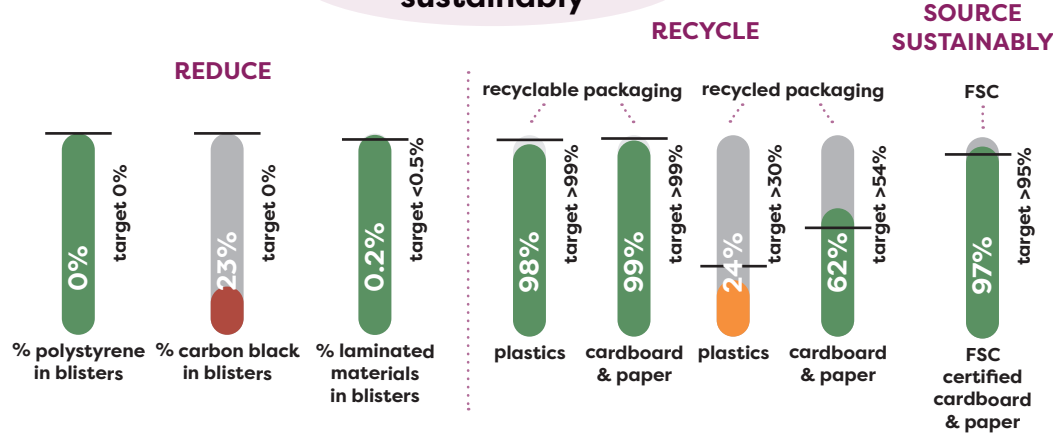 sustainably
REDUCE
0%
target 0%
% polystyrene
in blisters
23%
target 0%
% carbon black
in blisters
0.2%
target <0.5%
% laminated
materials
in blisters
RECYCLE
recyclable packaging
98%
target >99%
plastics
99%
target >99%
cardboard
& paper
recycled packaging
24%
target >30%
plastics
62%
target >54%
cardboard
& paper
SOURCE
SUSTAINABLY
FSC
97%
target >95%
FSC
certified
cardboard
& paper